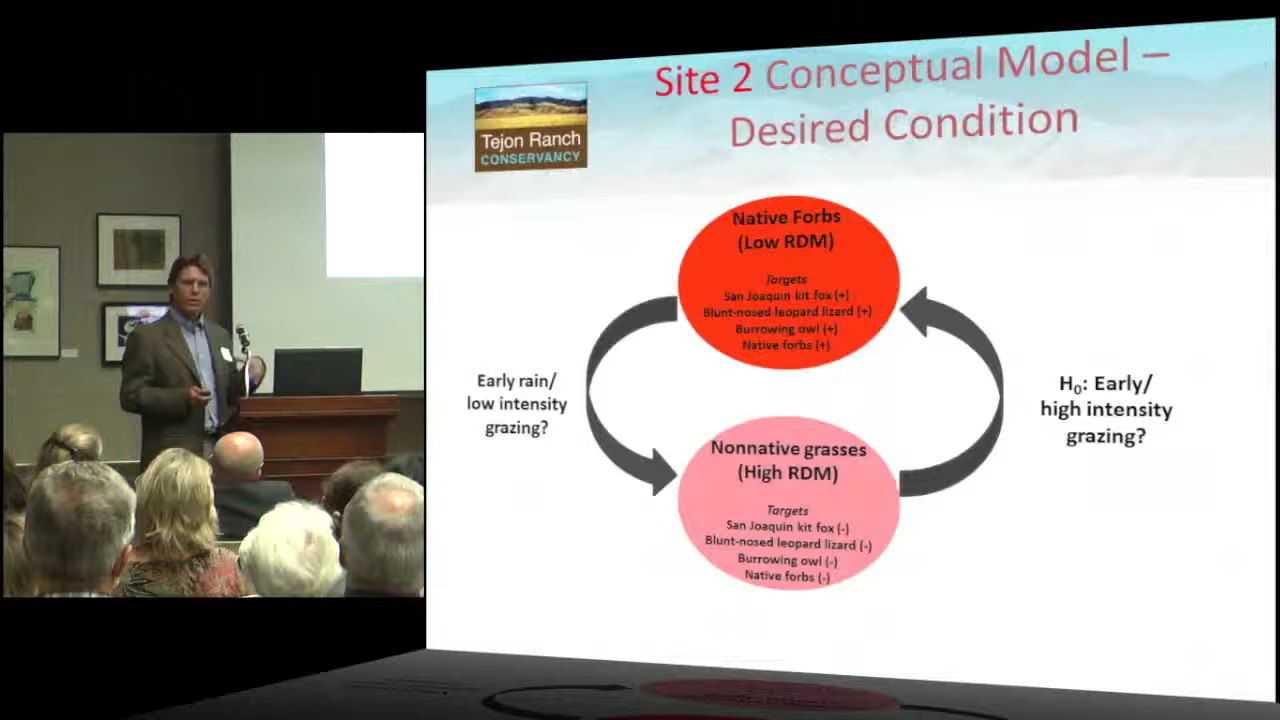 Site 2 Conceptual Model –
Desired Condition
Tejon Ranch
CONSERVANCY
Native Forbs
(Low RDM)
Targets
San Joaquin kit fox (+)
Blunt-nosed leopard lizard (+)
Burrowing owl (+)
Native forbs (+)
Early rain/
low intensity
grazing?
H₀: Early/
high intensity
grazing?
Nonnative grasses
(High RDM)
Targets
San Joaquin kit fox (-)
Blunt-nosed leopard lizard (-)
Burrowing owl (-)
Native forbs (-)